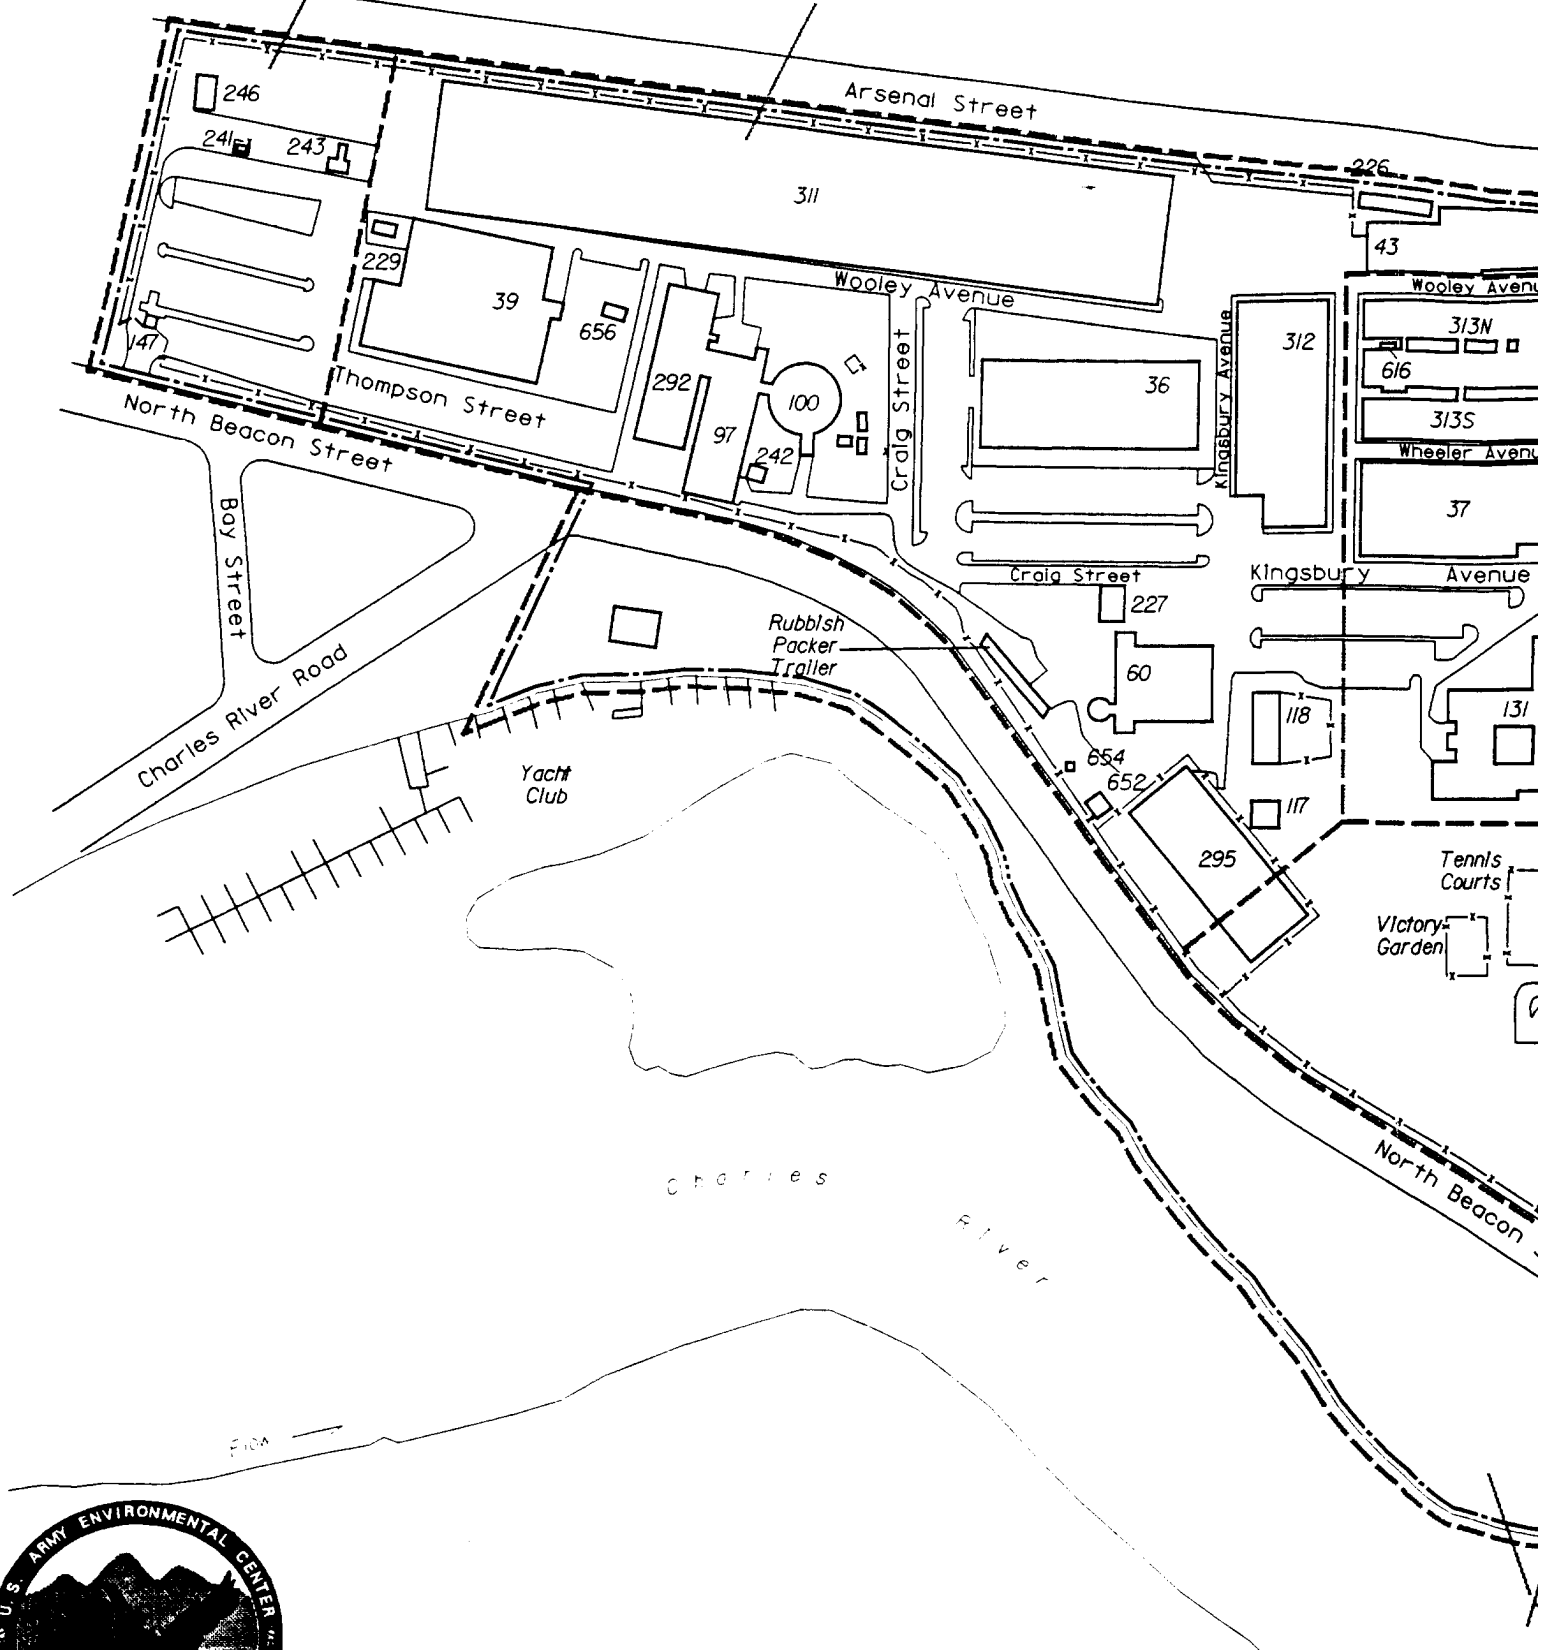 Arsenal Street
246
241
243
226
311
43
229
39
656
Wooley Avenue
Wooley Avenu
147
Thompson Street
292
97
100
242
Craig Street
36
Kingsbury Avenue
312
313N
616
313S
Wheeler Avenu
37
North Beacon Street
Bay Street
Craig Street
Kingsbury Avenue
227
Rubbish
Packer
Trailer
60
118
131
Charles River Road
654
652
117
Yacht
Club
295
Tennis
Courts
Victory
Garden
North Beacon
Charles
River
Flow
U.S. ARMY ENVIRONMENTAL CENTER